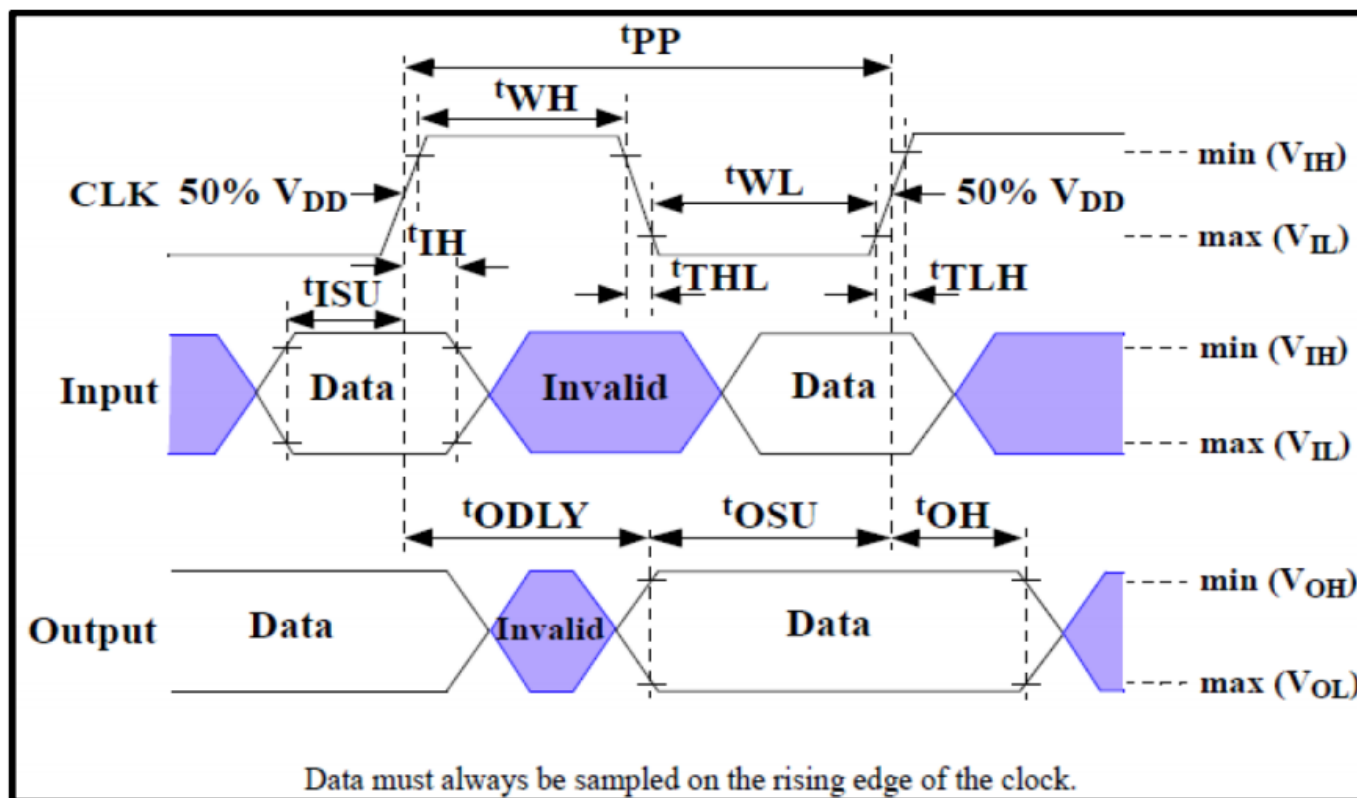 tPP
tWH
min (VIH)
CLK 50% VDD
tWL
50% VDD
max (VIL)
tIH
tTHL
tTLH
tISU
min (VIH)
Input
Data
Invalid
Data
max (VIL)
tODLY
tOSU
tOH
min (VOH)
Output
Data
Invalid
Data
max (VOL)
Data must always be sampled on the rising edge of the clock.